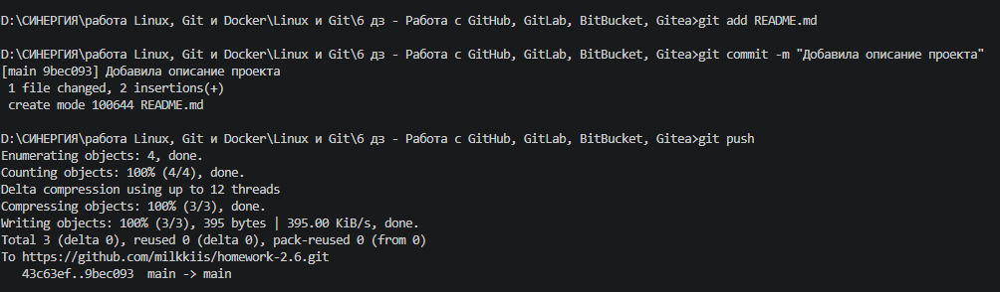 D:\СИНЕРГИЯ\работа Linux, Git и Docker\Linux и Git\6 дз - Работа с GitHub, GitLab, BitBucket, Gitea>git add README.md
D:\СИНЕРГИЯ\работа Linux, Git и Docker\Linux и Git\6 дз - Работа с GitHub, GitLab, BitBucket, Gitea>git commit -m "Добавила описание проекта"
[main 9bec093] Добавила описание проекта
 1 file changed, 2 insertions(+)
 create mode 100644 README.md
D:\СИНЕРГИЯ\работа Linux, Git и Docker\Linux и Git\6 дз - Работа с GitHub, GitLab, BitBucket, Gitea>git push
Enumerating objects: 4, done.
Counting objects: 100% (4/4), done.
Delta compression using up to 12 threads
Compressing objects: 100% (3/3), done.
Writing objects: 100% (3/3), 395 bytes | 395.00 KiB/s, done.
Total 3 (delta 0), reused 0 (delta 0), pack-reused 0 (from 0)
To https://github.com/milkkiis/homework-2.6.git
   43c63ef..9bec093  main -> main